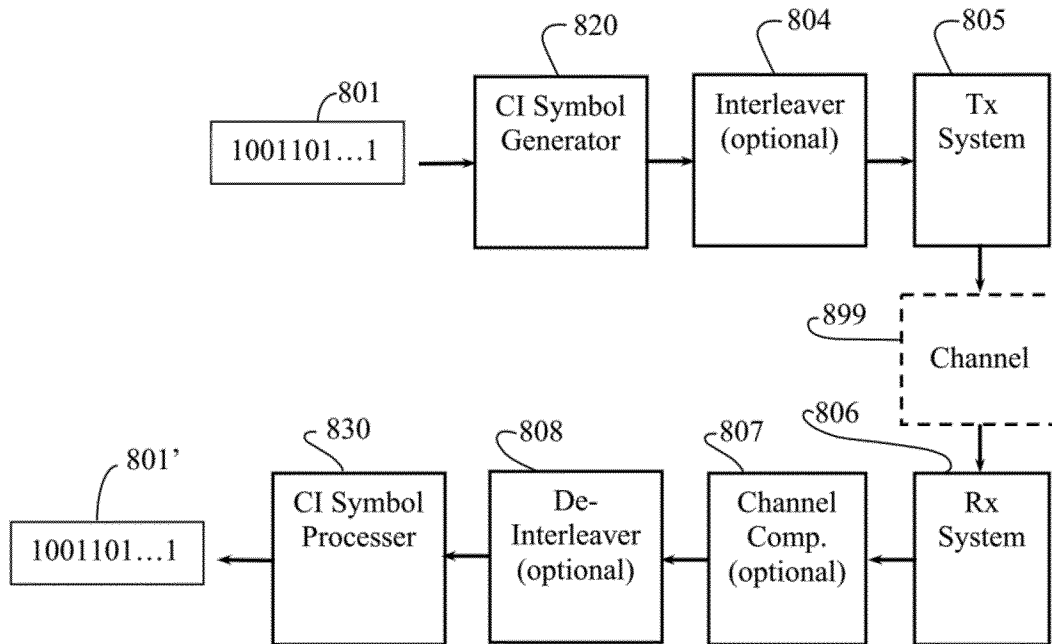 820
804
805
801
CI Symbol
Generator
Interleaver
(optional)
Tx
System
1001101…1
899
Channel
830
808
807
806
801’
CI Symbol
Processer
De-
Interleaver
(optional)
Channel
Comp.
(optional)
Rx
System
1001101…1